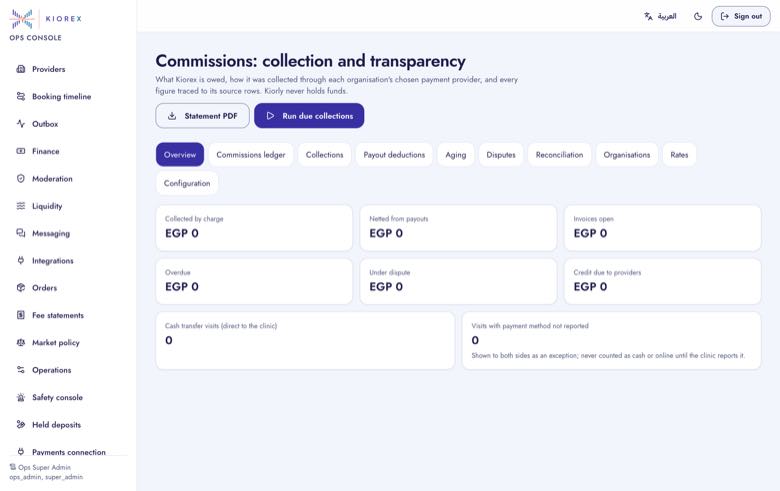 KIOREX
OPS CONSOLE
العربية
Sign out
Providers
Booking timeline
Outbox
Finance
Moderation
Liquidity
Messaging
Integrations
Orders
Fee statements
Market policy
Operations
Safety console
Held deposits
Payments connection
Ops Super Admin
ops_admin, super_admin
Commissions: collection and transparency
What Kiorex is owed, how it was collected through each organisation's chosen payment provider, and every
figure traced to its source rows. Kiorly never holds funds.
Statement PDF
Run due collections
Overview
Commissions ledger
Collections
Payout deductions
Aging
Disputes
Reconciliation
Organisations
Rates
Configuration
Collected by charge
EGP 0
Netted from payouts
EGP 0
Invoices open
EGP 0
Overdue
EGP 0
Under dispute
EGP 0
Credit due to providers
EGP 0
Cash transfer visits (direct to the clinic)
0
Visits with payment method not reported
0
Shown to both sides as an exception; never counted as cash or online until the clinic reports it.